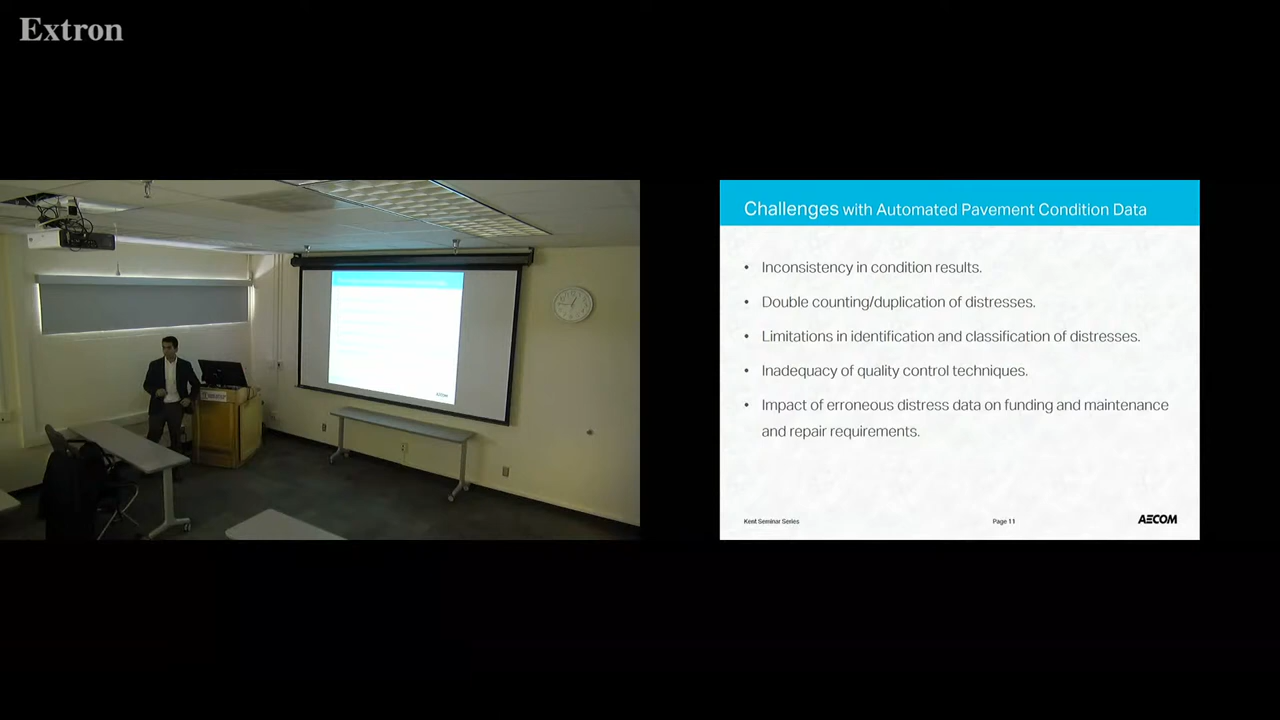 Extron
Challenges with Automated Pavement Condition Data
• Inconsistency in condition results.
• Double counting/duplication of distresses.
• Limitations in identification and classification of distresses.
• Inadequacy of quality control techniques.
• Impact of erroneous distress data on funding and maintenance
and repair requirements.
Kent Seminar Series
Page 11
AECOM